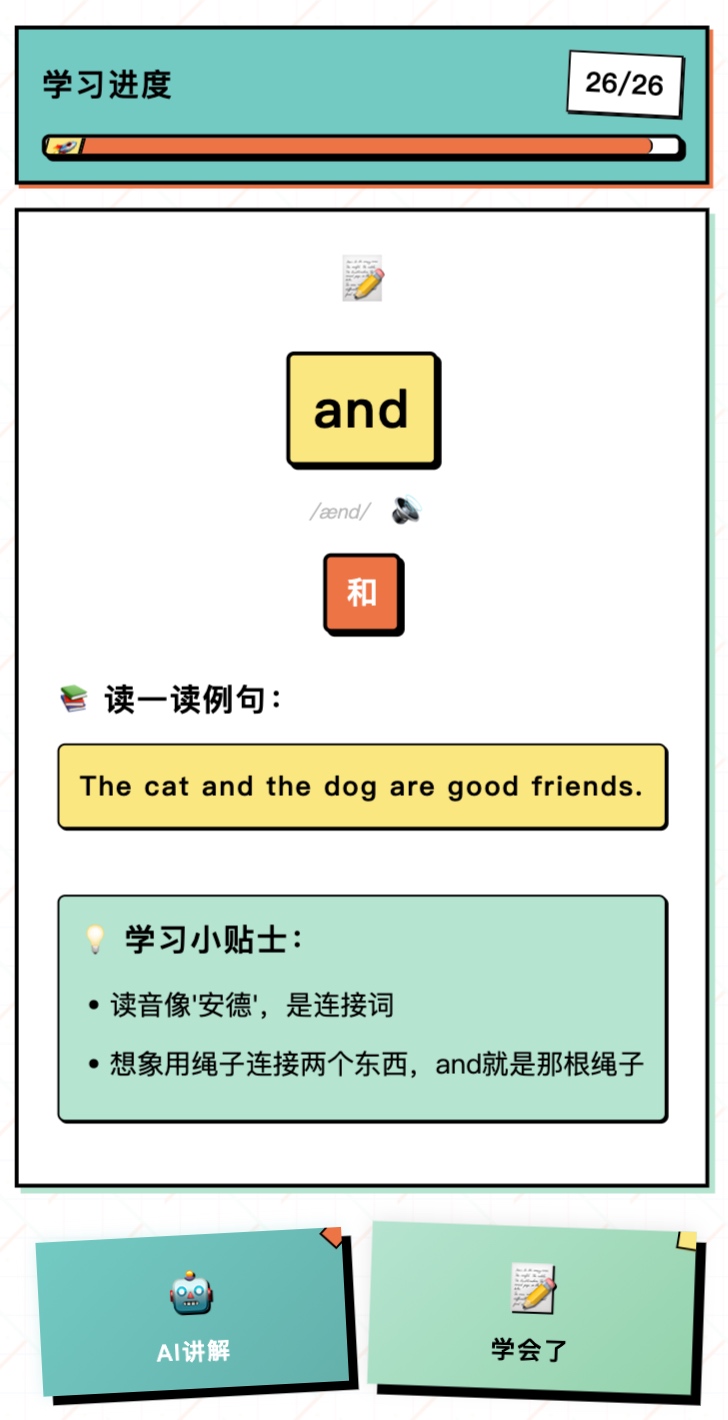 学习进度
26/26
and
/ænd/
和
读一读例句：
The cat and the dog are good friends.
学习小贴士：
• 读音像'安德'，是连接词
• 想象用绳子连接两个东西，and就是那根绳子
AI讲解
学会了